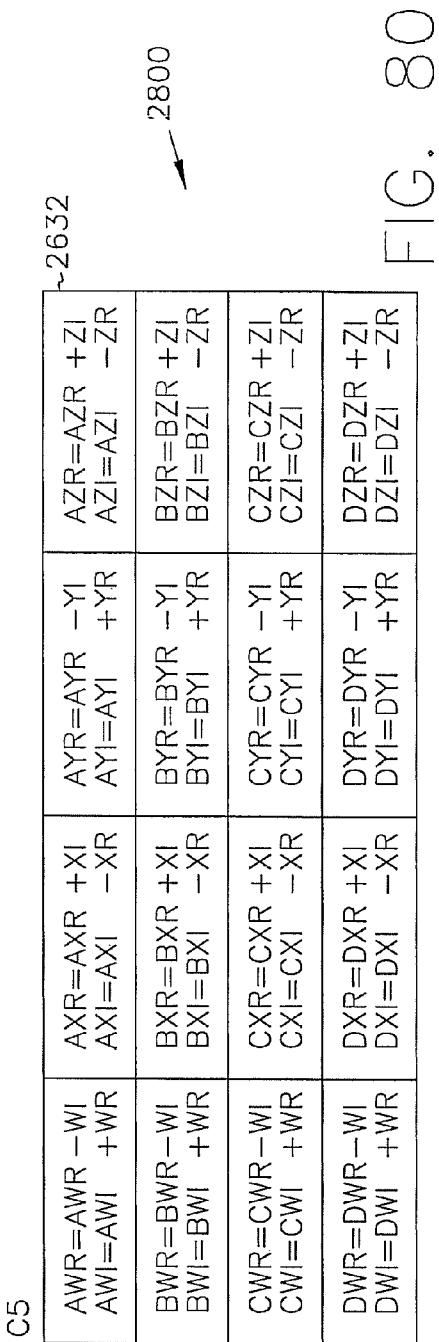 C5
2632
2800
AWR=AWR −WI
AWI=AWI +WR
AXR=AXR +XI
AXI=AXI −XR
AYR=AYR −YI
AYI=AYI +YR
AZR=AZR +ZI
AZI=AZI −ZR
BWR=BWR−WI
BWI=BWI +WR
BXR=BXR +XI
BXI=BXI −XR
BYR=BYR −YI
BYI=BYI +YR
BZR=BZR +ZI
BZI=BZI −ZR
CWR=CWR−WI
CWI=CWI +WR
CXR=CXR +XI
CXI=CXI −XR
CYR=CYR −YI
CYI=CYI +YR
CZR=CZR +ZI
CZI=CZI −ZR
DWR=DWR−WI
DWI=DWI +WR
DXR=DXR +XI
DXI=DXI −XR
DYR=DYR −YI
DYI=DYI +YR
DZR=DZR +ZI
DZI=DZI −ZR
FIG. 80